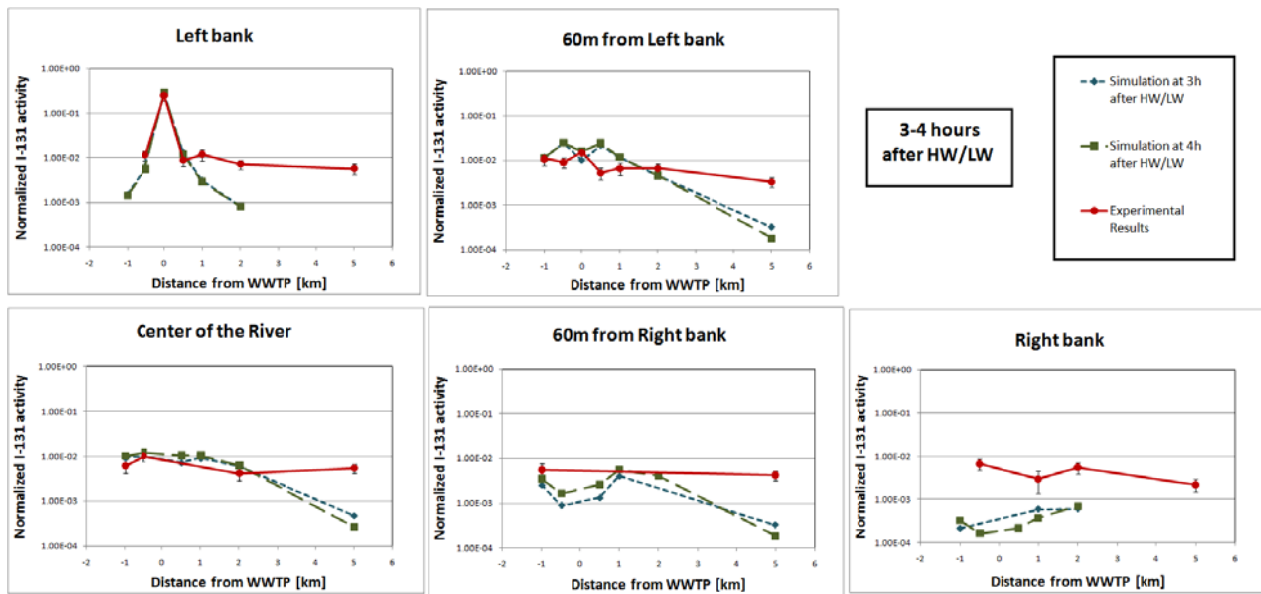 Left bank
Normalized I-131 activity
1.00E+00
1.00E-01
1.00E-02
1.00E-03
1.00E-04
-2 -1 0 1 2 3 4 5 6
Distance from WWTP [km]
60m from Left bank
Normalized I-131 activity
1.00E+00
1.00E-01
1.00E-02
1.00E-03
1.00E-04
-2 -1 0 1 2 3 4 5 6
Distance from WWTP [km]
3-4 hours
after HW/LW
Simulation at 3h
after HW/LW
Simulation at 4h
after HW/LW
Experimental
Results
Center of the River
Normalized I-131 activity
1.00E+00
1.00E-01
1.00E-02
1.00E-03
1.00E-04
-2 -1 0 1 2 3 4 5 6
Distance from WWTP [km]
60m from Right bank
Normalized I-131 activity
1.00E+00
1.00E-01
1.00E-02
1.00E-03
1.00E-04
-2 -1 0 1 2 3 4 5 6
Distance from WWTP [km]
Right bank
Normalized I-131 activity
1.00E+00
1.00E-01
1.00E-02
1.00E-03
1.00E-04
-2 -1 0 1 2 3 4 5 6
Distance from WWTP [km]